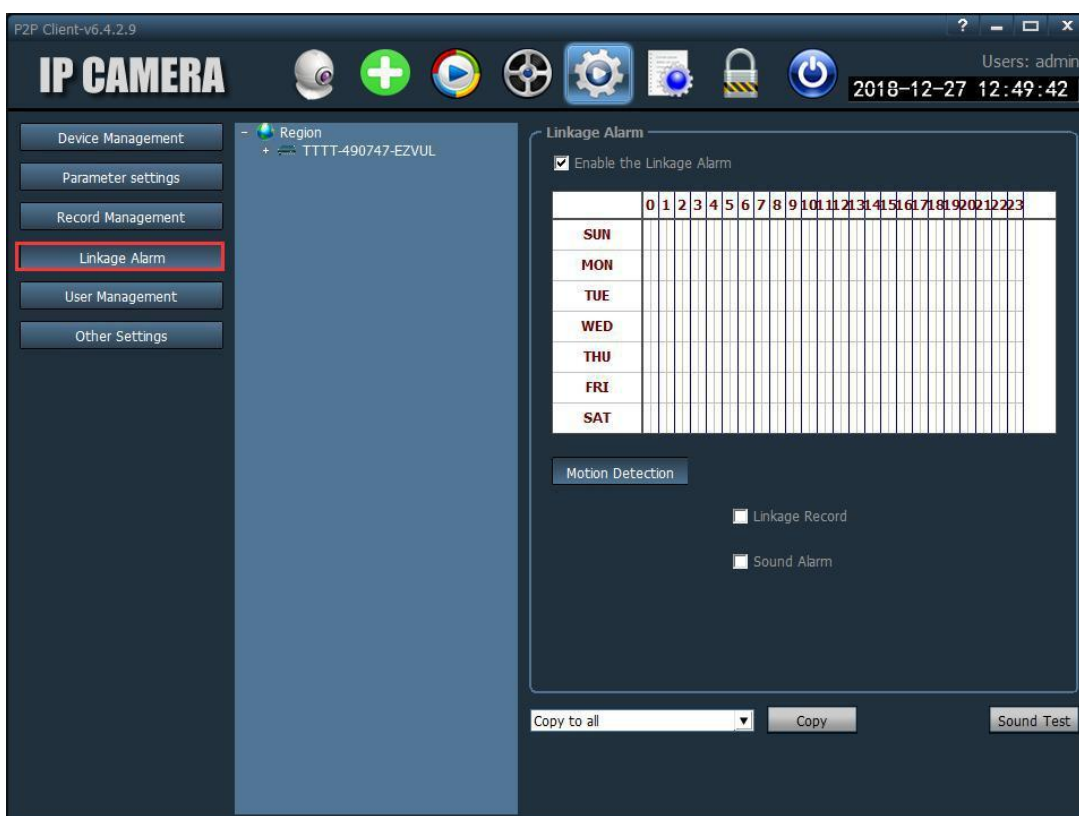 P2P Client-v6.4.2.9
IP CAMERA
Users: admin
2018-12-27 12:49:42
Device Management
Parameter settings
Record Management
Linkage Alarm
User Management
Other Settings
- Region
+ TTTT-490747-EZVUL
Linkage Alarm
Enable the Linkage Alarm
0 1 2 3 4 5 6 7 8 9 10 11 12 13 14 15 16 17 18 19 20 21 22 23
SUN
MON
TUE
WED
THU
FRI
SAT
Motion Detection
Linkage Record
Sound Alarm
Copy to all
Copy
Sound Test